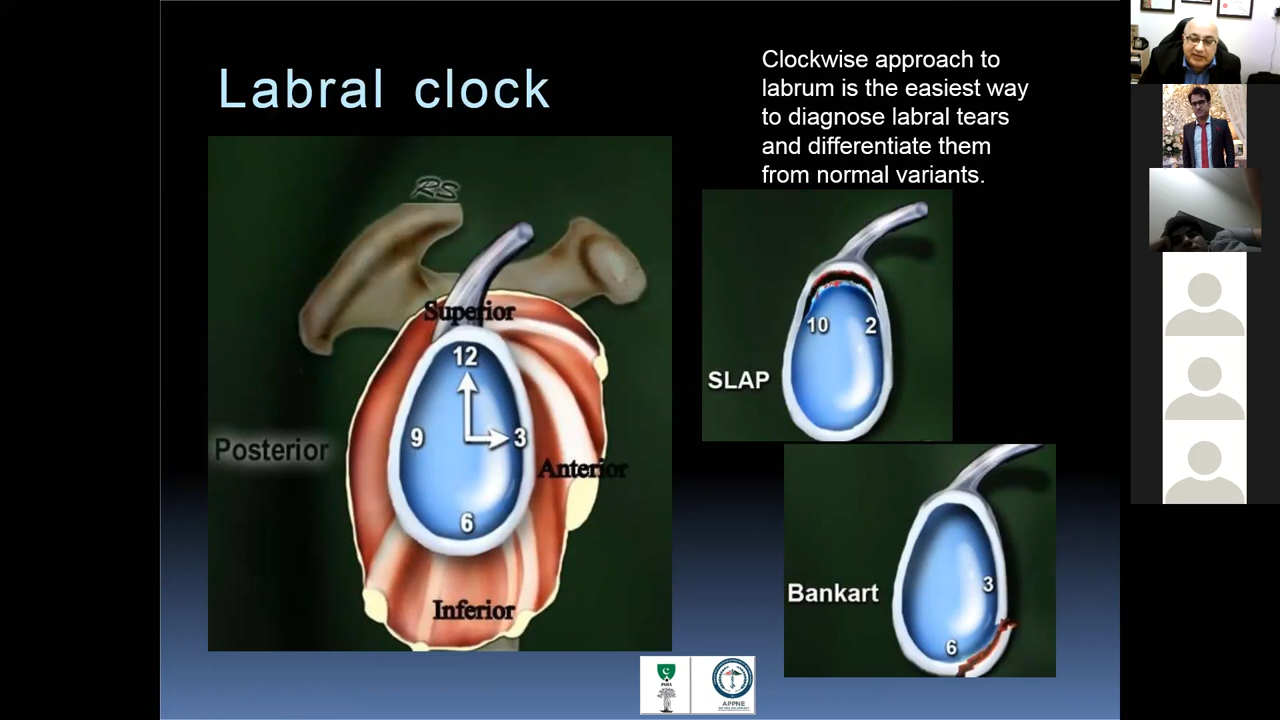 Labral clock
Clockwise approach to
labrum is the easiest way
to diagnose labral tears
and differentiate them
from normal variants.
RS
Superior
12
9
3
Posterior
Anterior
6
Inferior
10
2
SLAP
3
Bankart
6
APPNE